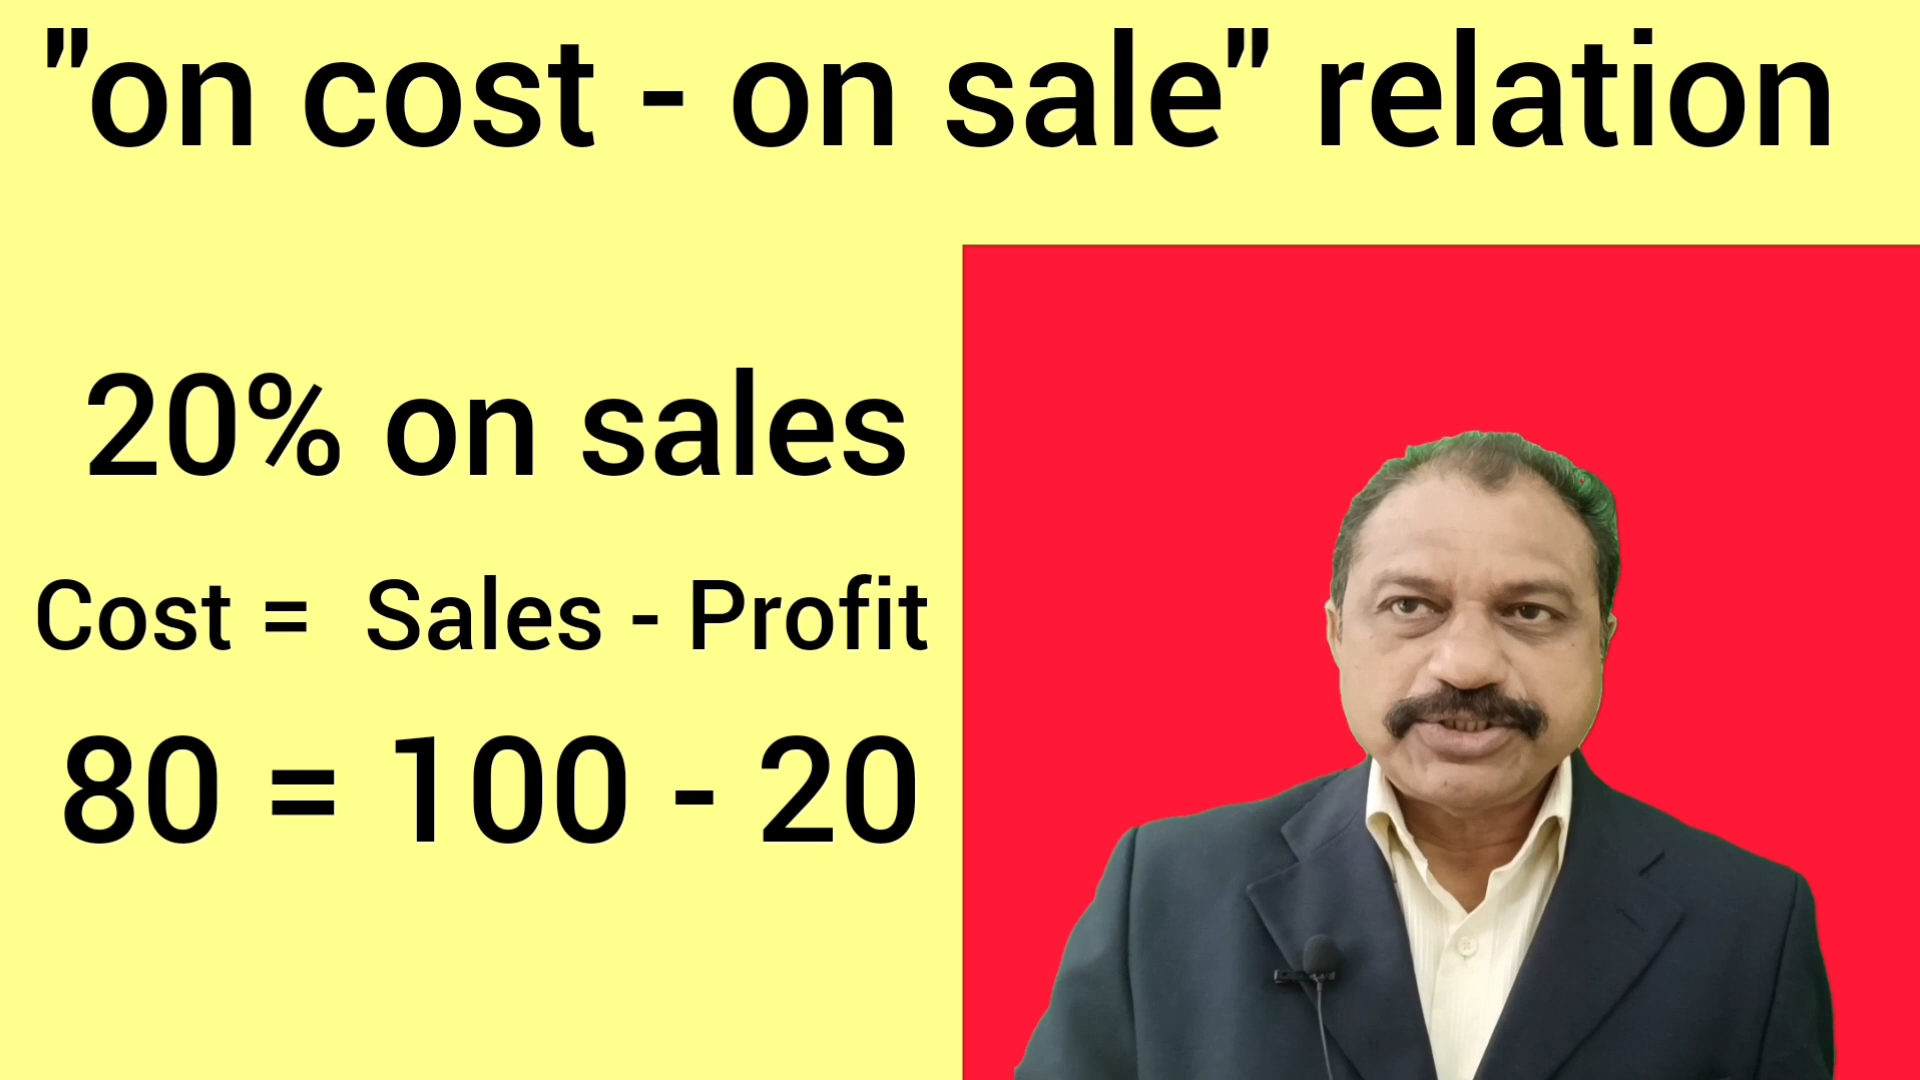 "on cost - on sale" relation
20% on sales
Cost = Sales - Profit
80 = 100 - 20